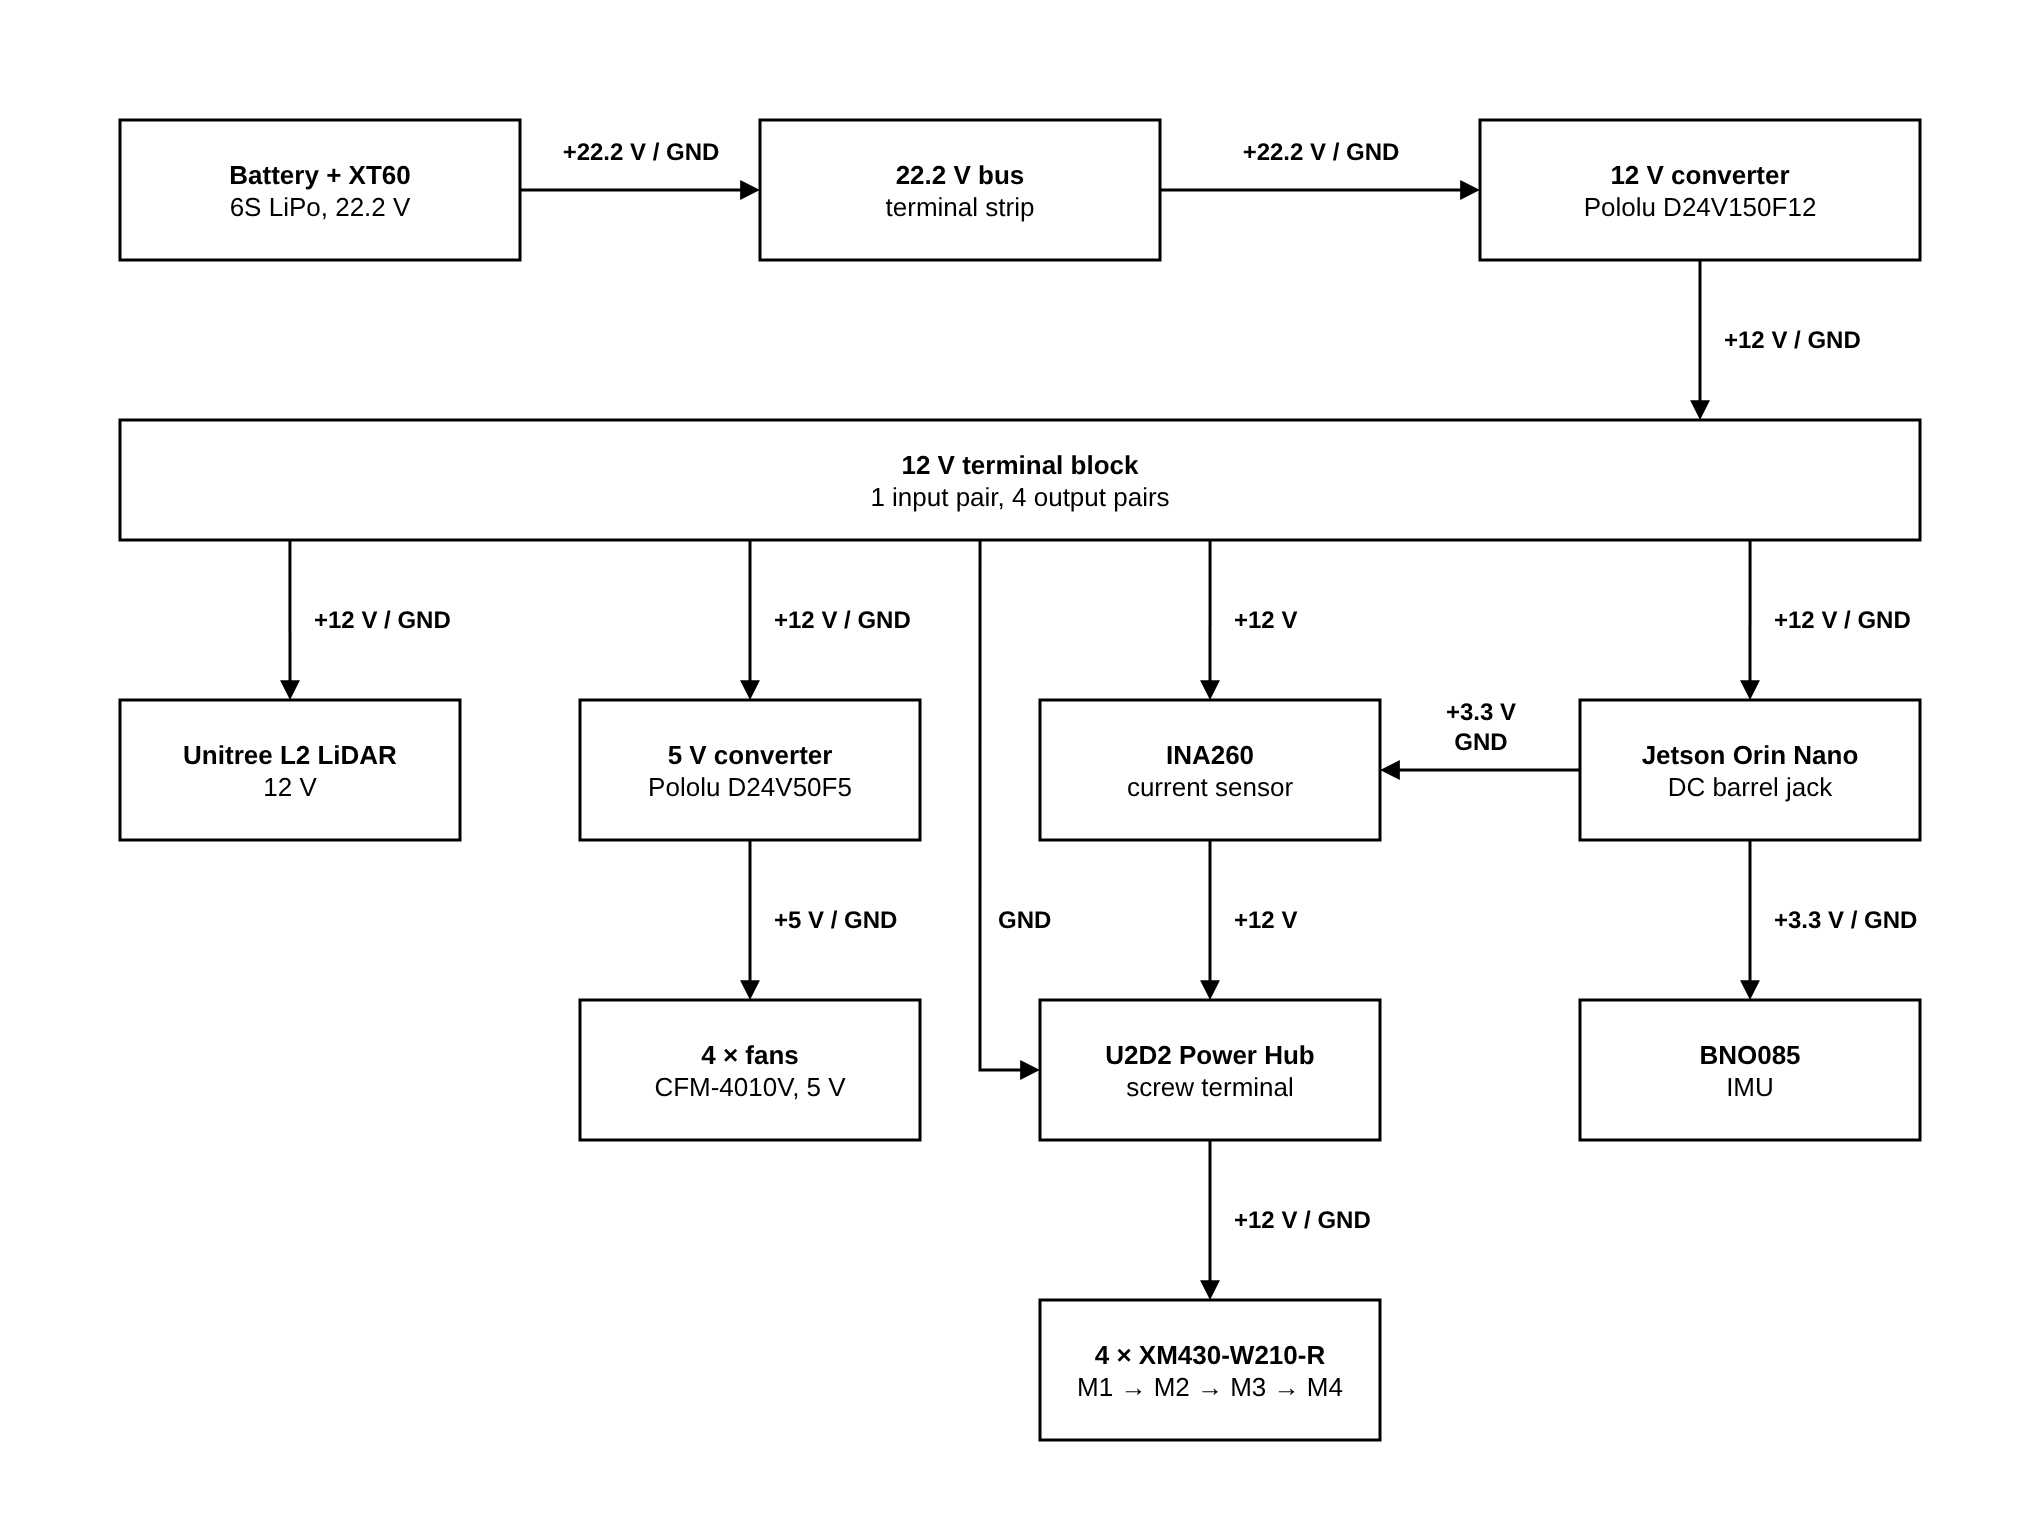 Battery + XT60
6S LiPo, 22.2 V
+22.2 V / GND
22.2 V bus
terminal strip
+22.2 V / GND
12 V converter
Pololu D24V150F12
+12 V / GND
12 V terminal block
1 input pair, 4 output pairs
+12 V / GND
+12 V / GND
+12 V
+12 V / GND
Unitree L2 LiDAR
12 V
5 V converter
Pololu D24V50F5
INA260
current sensor
+3.3 V
GND
Jetson Orin Nano
DC barrel jack
+5 V / GND
GND
+12 V
+3.3 V / GND
4 × fans
CFM-4010V, 5 V
U2D2 Power Hub
screw terminal
BNO085
IMU
+12 V / GND
4 × XM430-W210-R
M1 → M2 → M3 → M4